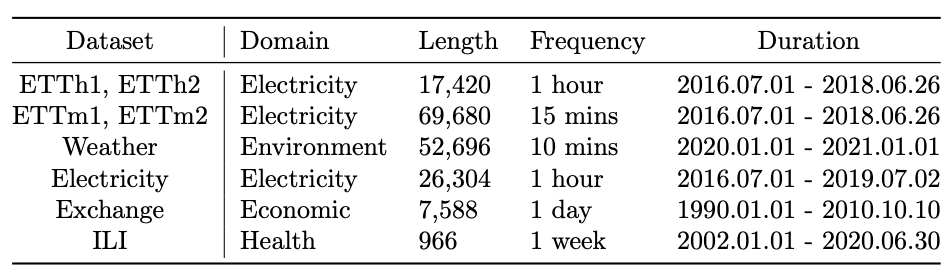 Dataset Domain Length Frequency Duration
ETTh1, ETTh2 Electricity 17,420 1 hour 2016.07.01 - 2018.06.26
ETTm1, ETTm2 Electricity 69,680 15 mins 2016.07.01 - 2018.06.26
Weather Environment 52,696 10 mins 2020.01.01 - 2021.01.01
Electricity Electricity 26,304 1 hour 2016.07.01 - 2019.07.02
Exchange Economic 7,588 1 day 1990.01.01 - 2010.10.10
ILI Health 966 1 week 2002.01.01 - 2020.06.30